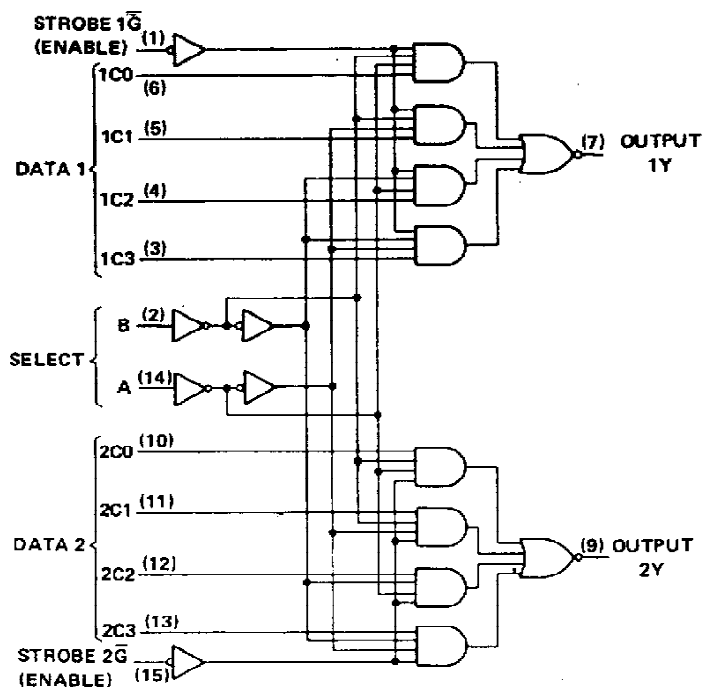 STROBE 1G̅ (1)
(ENABLE)
1C0 (6)
1C1 (5)
DATA 1
1C2 (4)
1C3 (3)
(7) OUTPUT
1Y
B (2)
SELECT
A (14)
2C0 (10)
2C1 (11)
DATA 2
2C2 (12)
2C3 (13)
(9) OUTPUT
2Y
STROBE 2G̅
(ENABLE) (15)